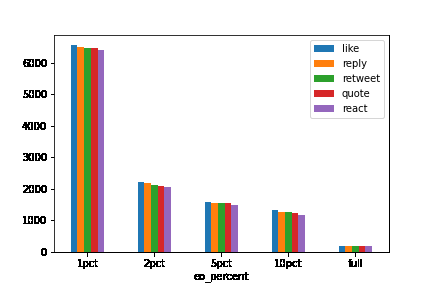 like
reply
retweet
quote
react
6000
5000
4000
3000
2000
1000
0
1pct
2pct
5pct
10pct
full
eo_percent